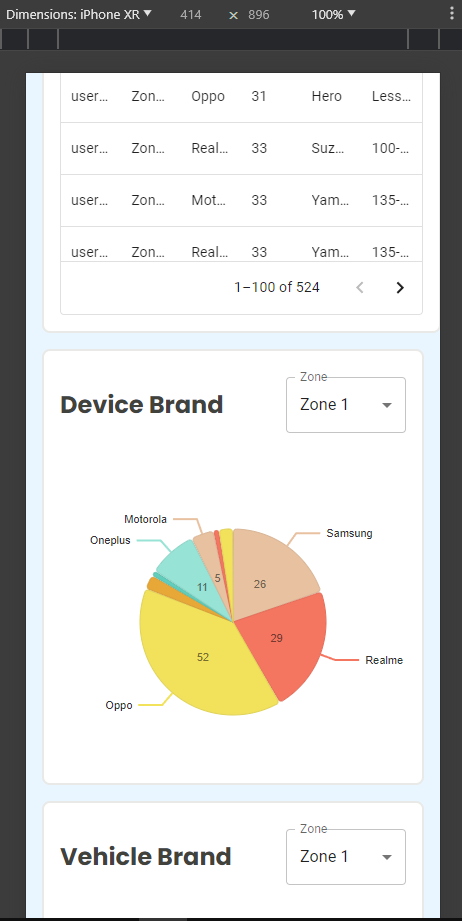 Dimensions: iPhone XR ▼ 414 × 896 100% ▼
user... Zon... Oppo 31 Hero Less...
user... Zon... Real... 33 Suz... 100-...
user... Zon... Mot... 33 Yam... 135-...
user... Zon... Real... 33 Yam... 135-...
1–100 of 524
Zone
Device Brand Zone 1
Motorola
Samsung
Oneplus
5
11
26
29
52
Realme
Oppo
Zone
Vehicle Brand Zone 1